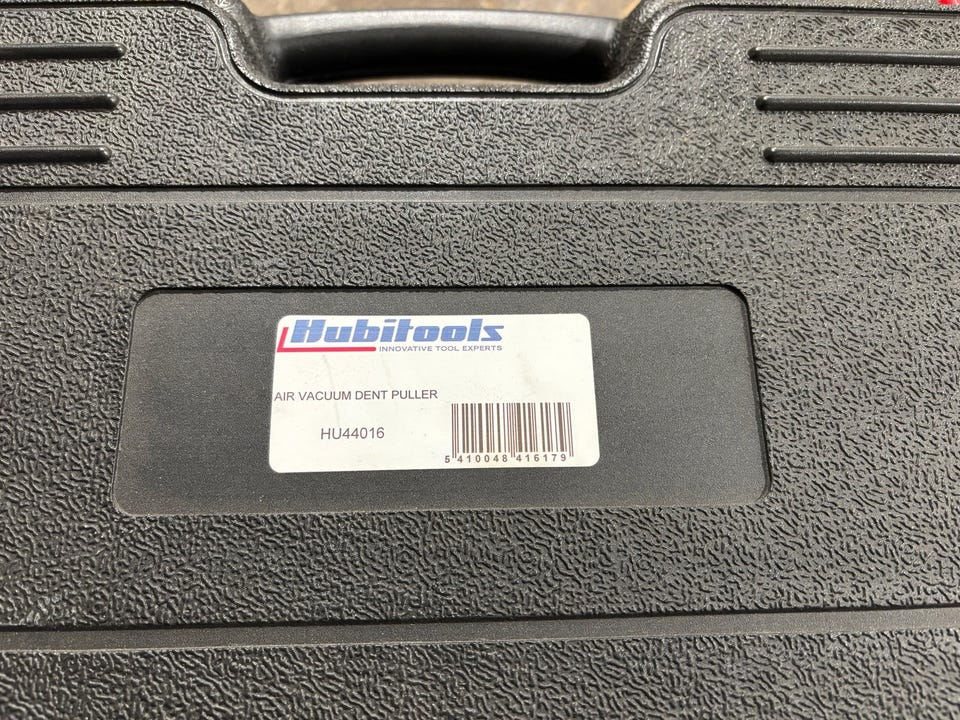 Hubitools
INNOVATIVE TOOL EXPERTS
AIR VACUUM DENT PULLER
HU44016
5 410048 416179